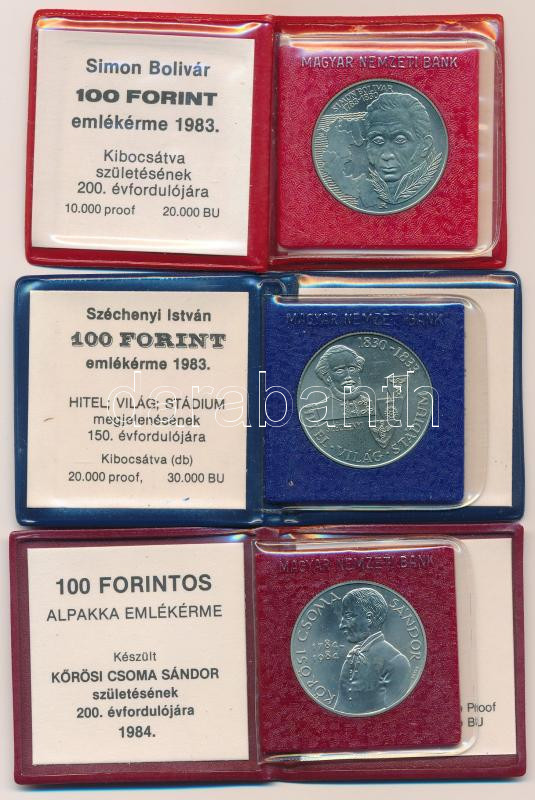 Simon Bolivár
100 FORINT
emlékérme 1983.
Kibocsátva
születésének
200. évfordulójára
10.000 proof 20.000 BU
MAGYAR NEMZETI BANK
SIMON BOLIVAR
1783-1830
Széchenyi István
100 FORINT
emlékérme 1983.
HITEL; VILÁG; STÁDIUM
megjelenésének
150. évfordulójára
Kibocsátva (db)
20.000 proof, 30.000 BU
MAGYAR NEMZETI BANK
1830-1833
HITEL · VILÁG · STÁDIUM
darabanth
100 FORINTOS
ALPAKKA EMLÉKÉRME
Készült
KŐRÖSI CSOMA SÁNDOR
születésének
200. évfordulójára
1984.
MAGYAR NEMZETI BANK
KŐRÖSI CSOMA SÁNDOR
1784-
1984
Proof
BU